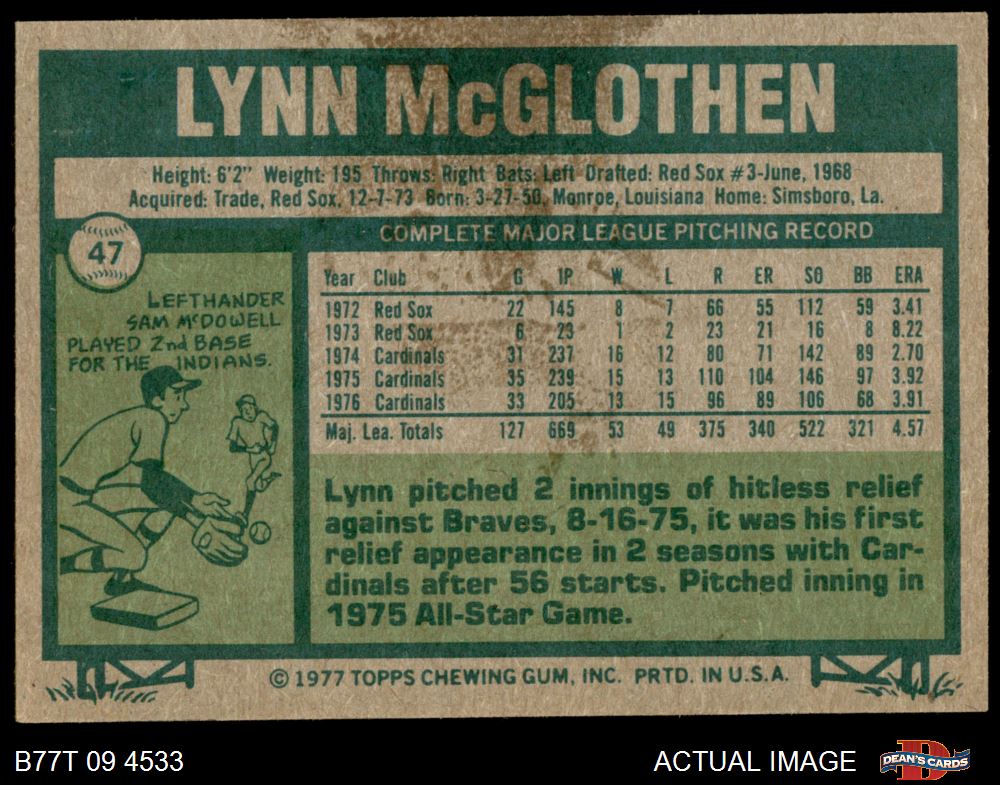 LYNN McGLOTHEN
Height: 6'2" Weight: 195 Throws: Right Bats: Left Drafted: Red Sox #3-June, 1968
Acquired: Trade, Red Sox, 12-7-73 Born: 3-27-50, Monroe, Louisiana Home: Simsboro, La.
47
LEFTHANDER
SAM McDOWELL
PLAYED 2nd BASE
FOR THE INDIANS.
COMPLETE MAJOR LEAGUE PITCHING RECORD
Year Club G IP W L R ER SO BB ERA
1972 Red Sox 22 145 8 7 66 55 112 59 3.41
1973 Red Sox 6 23 1 2 23 21 16 8 8.22
1974 Cardinals 31 237 16 12 80 71 142 89 2.70
1975 Cardinals 35 239 15 13 110 104 146 97 3.92
1976 Cardinals 33 205 13 15 96 89 106 68 3.91
Maj. Lea. Totals 127 669 53 49 375 340 522 321 4.57
Lynn pitched 2 innings of hitless relief
against Braves, 8-16-75, it was his first
relief appearance in 2 seasons with Car-
dinals after 56 starts. Pitched inning in
1975 All-Star Game.
© 1977 TOPPS CHEWING GUM, INC. PRTD. IN U.S.A.
B77T 09 4533
ACTUAL IMAGE
D
DEAN'S CARDS